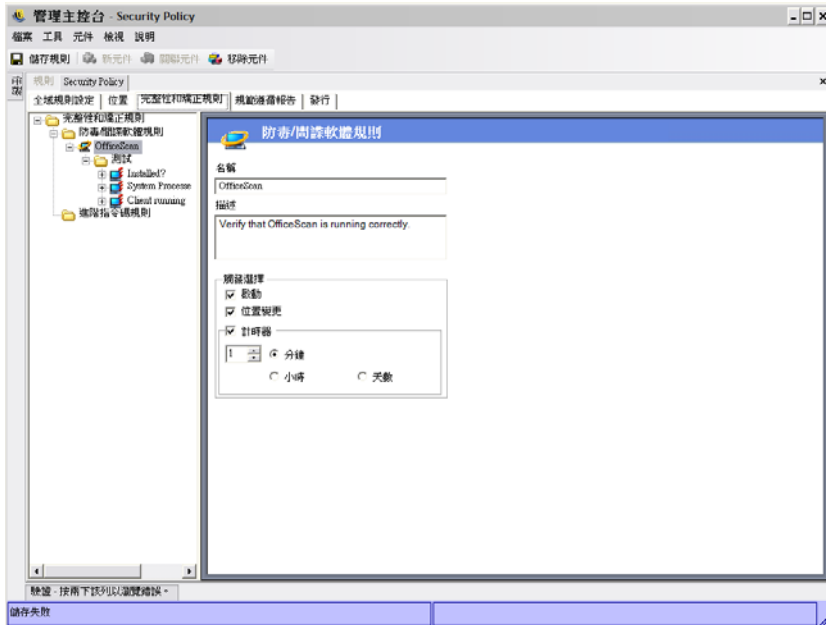 管理主控台 - Security Policy
檔案 工具 元件 檢視 說明
儲存規則 新元件 關聯元件 移除元件
規則 Security Policy
全域規則設定 位置 完整性和矯正規則 規範遵循報告 發行
完整性和矯正規則
防毒/間諜軟體規則
OfficeScan
測試
Installed?
System Processe
Client running
進階指令碼規則
防毒/間諜軟體規則
名稱
OfficeScan
描述
Verify that OfficeScan is running correctly.
觸發選擇
啟動
位置變更
計時器
1 分鐘
小時 天數
驗證 - 按兩下該列以瀏覽錯誤。
儲存失敗